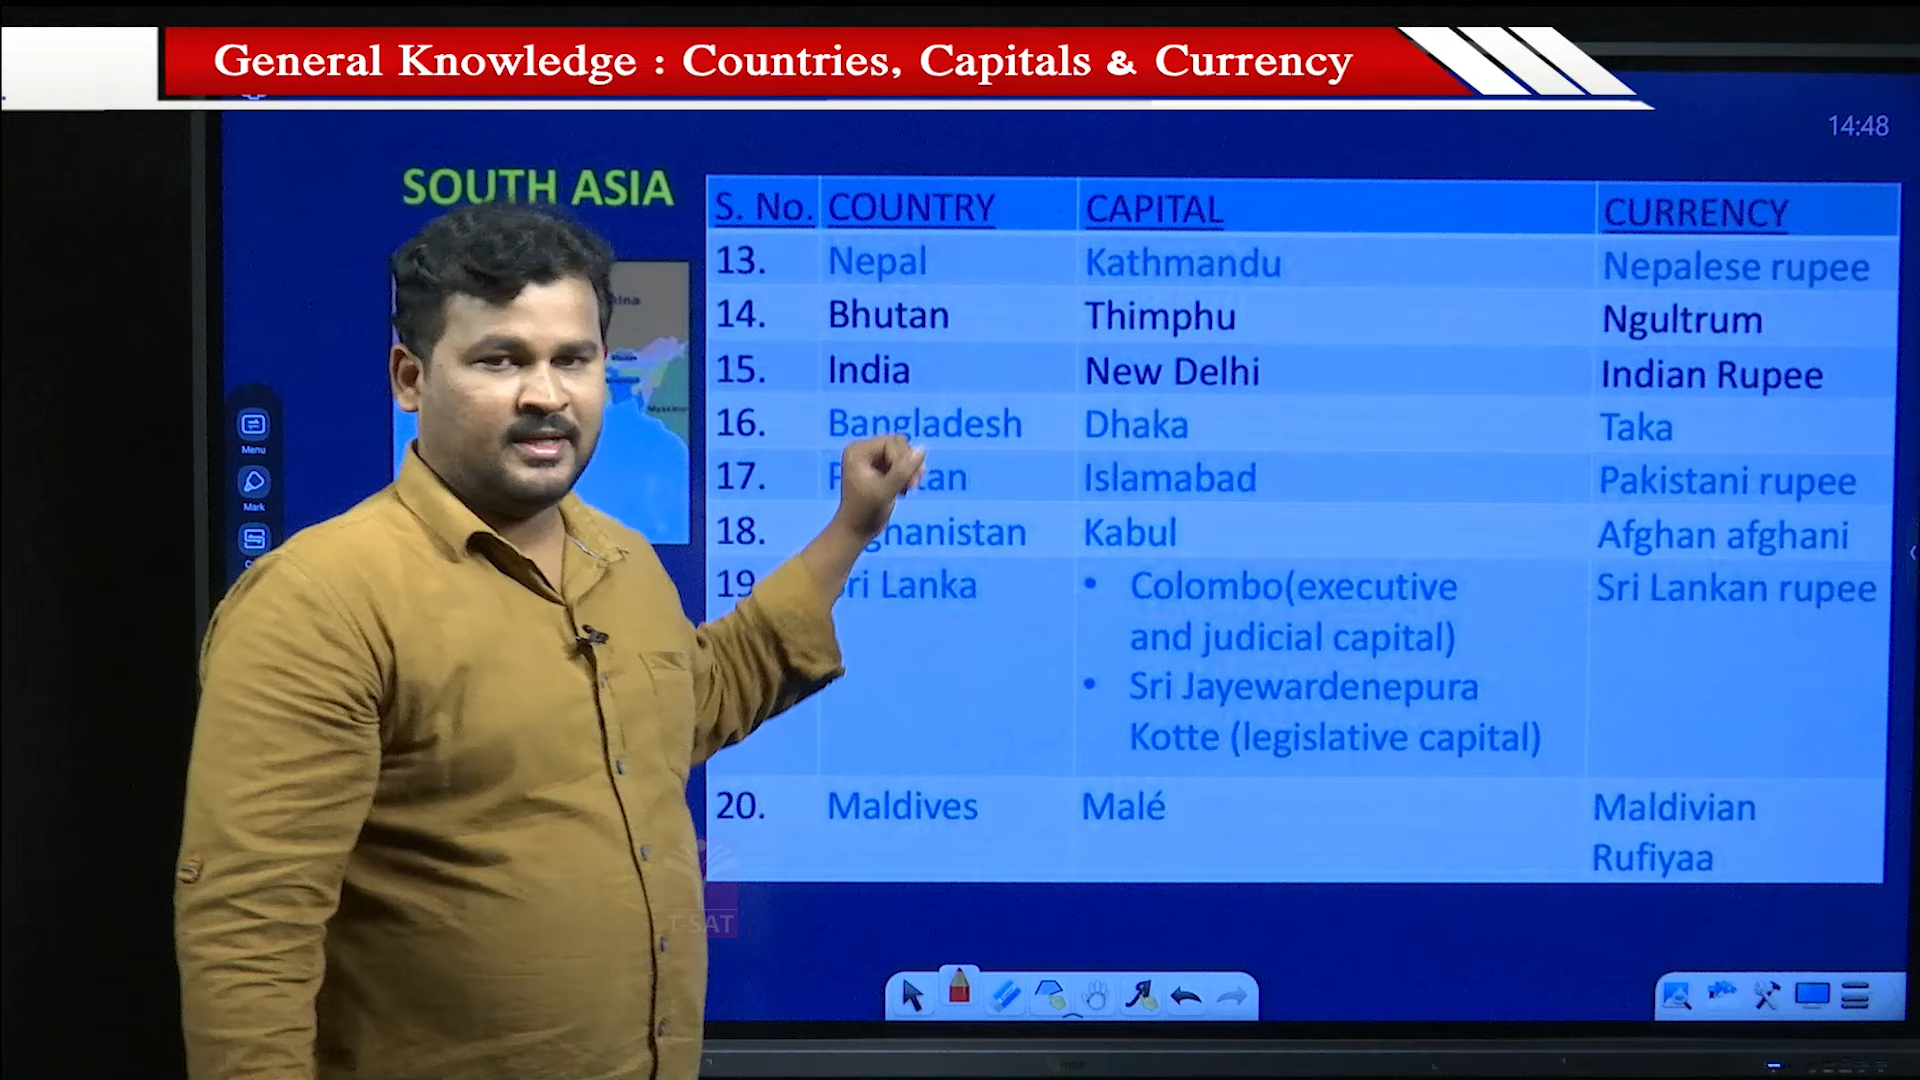 General Knowledge : Countries, Capitals & Currency
14:48
SOUTH ASIA
S. No. COUNTRY CAPITAL CURRENCY
13. Nepal Kathmandu Nepalese rupee
14. Bhutan Thimphu Ngultrum
15. India New Delhi Indian Rupee
16. Bangladesh Dhaka Taka
17. Islamabad Pakistani rupee
18. Kabul Afghan afghani
19 Sri Lanka • Colombo(executive Sri Lankan rupee
and judicial capital)
• Sri Jayewardenepura
Kotte (legislative capital)
20. Maldives Malé Maldivian
Rufiyaa
Menu
Mark
T-SAT